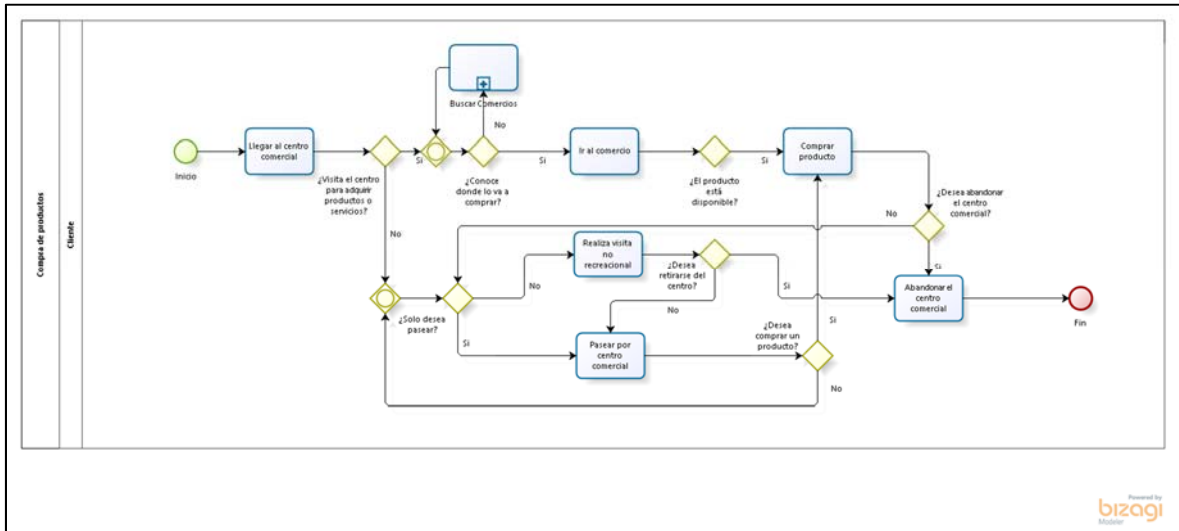 Compra de productos
Cliente
Inicio
Llegar al centro
comercial
¿Visita el centro
para adquirir
productos o
servicios?
Si
No
Buscar Comercios
No
¿Conoce
donde lo va a
comprar?
Si
Ir al comercio
¿El producto
está
disponible?
Si
Comprar
producto
¿Desea abandonar
el centro
comercial?
No
Si
Realiza visita
no
recreacional
¿Desea
retirarse del
centro?
Si
No
¿Solo desea
pasear?
No
Si
Pasear por
centro
comercial
¿Desea
comprar un
producto?
Si
No
Abandonar el
centro
comercial
Fin
Powered by
bizagi
Modeler